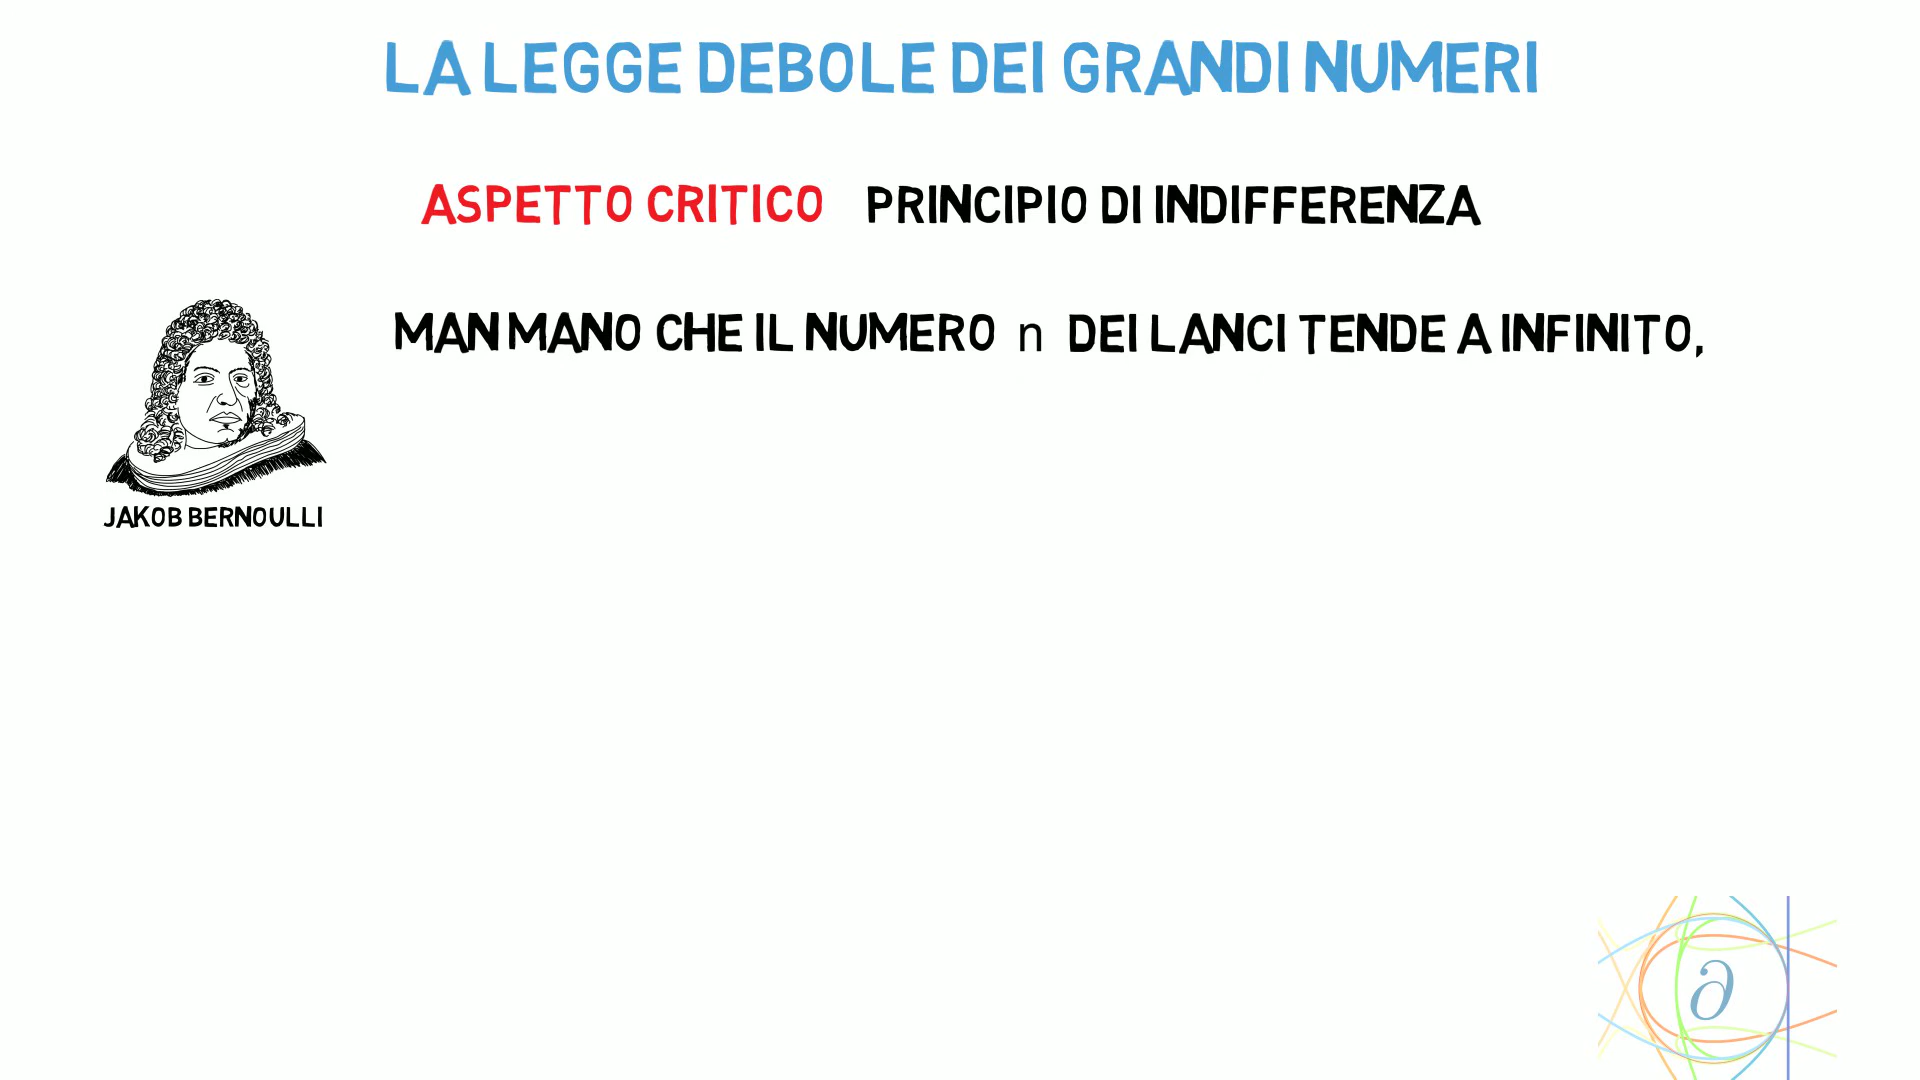 LA LEGGE DEBOLE DEI GRANDI NUMERI
ASPETTO CRITICO PRINCIPIO DI INDIFFERENZA
MAN MANO CHE IL NUMERO n DEI LANCI TENDE A INFINITO,
JAKOB BERNOULLI
∂